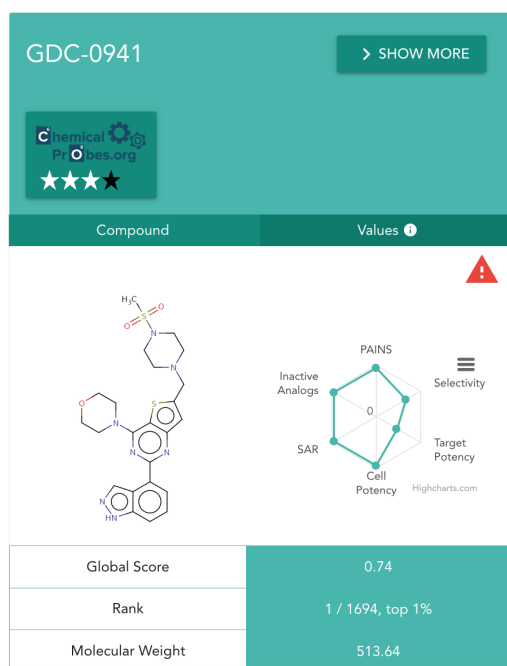 GDC-0941
SHOW MORE
Chemical
PrObes.org
Compound
Values i
!
H₃C
O
S
O
N
N
O
S
N
N
N
N
HN
PAINS
Selectivity
Target
Potency
Cell
Potency
SAR
Inactive
Analogs
0
Highcharts.com
Global Score
0.74
Rank
1 / 1694, top 1%
Molecular Weight
513.64